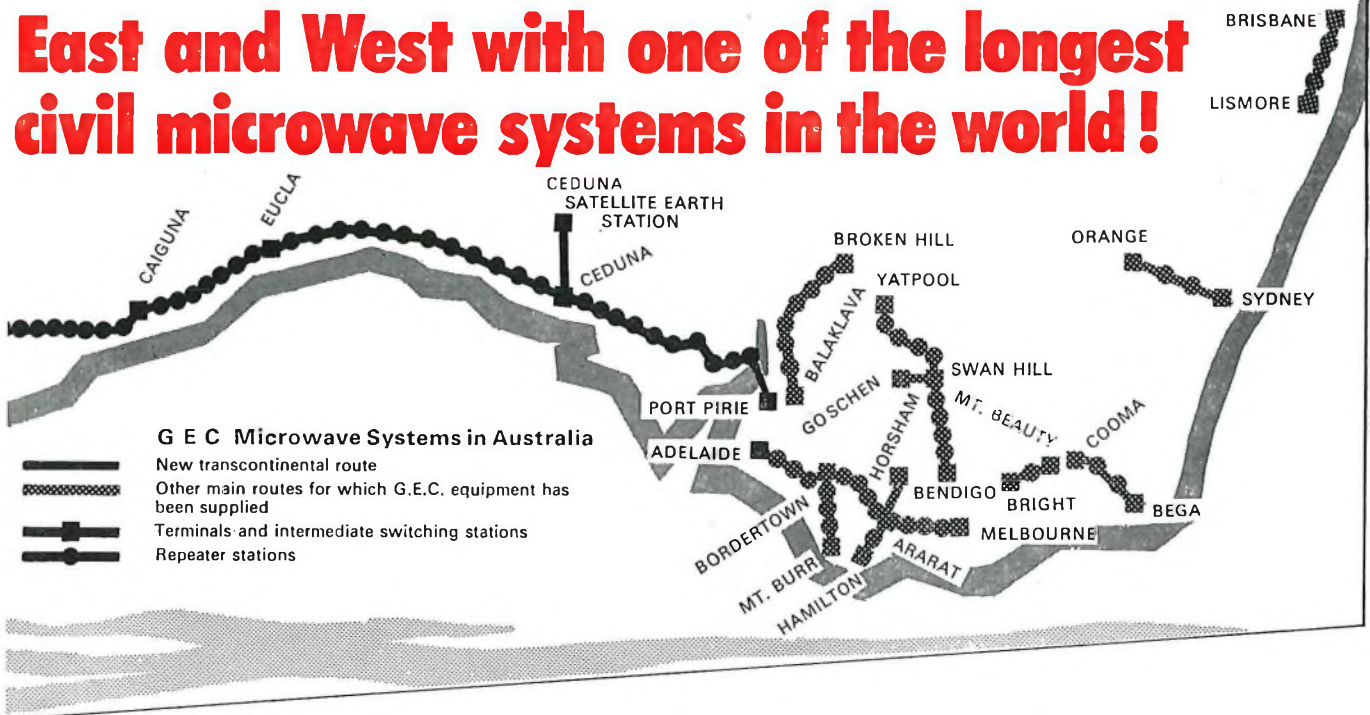 East and West with one of the longest
civil microwave systems in the world!
BRISBANE
LISMORE
CAIGUNA
EUCLA
CEDUNA
SATELLITE EARTH
STATION
CEDUNA
BROKEN HILL
YATPOOL
ORANGE
SYDNEY
BALAKLAVA
PORT PIRIE
GOSCHEN
SWAN HILL
HORSHAM
MT. BEAUTY
COOMA
ADELAIDE
BENDIGO
BRIGHT
BEGA
BORDERTOWN
MELBOURNE
MT. BURR
HAMILTON
ARARAT
G E C Microwave Systems in Australia
New transcontinental route
Other main routes for which G.E.C. equipment has
been supplied
Terminals and intermediate switching stations
Repeater stations